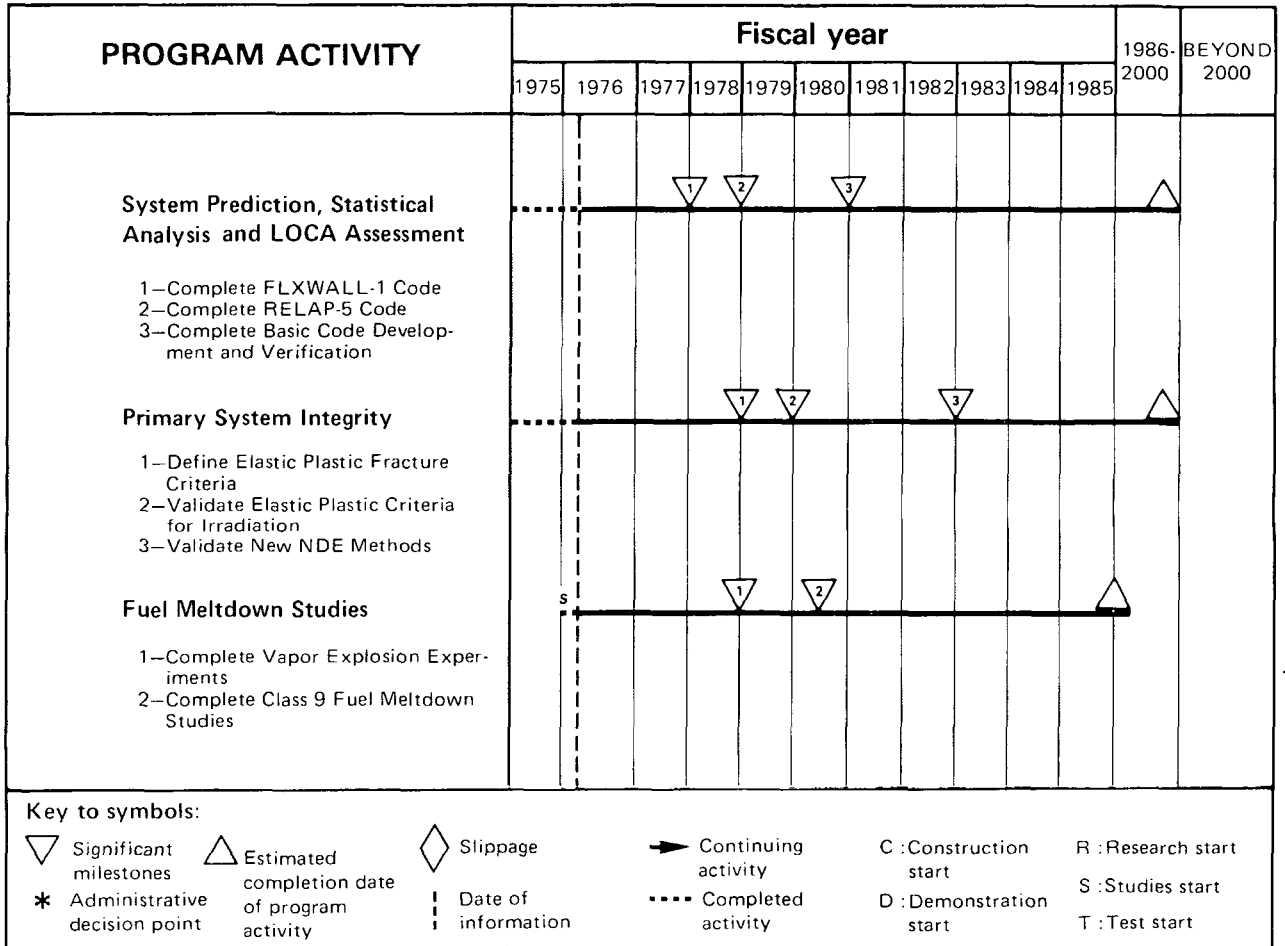 PROGRAM ACTIVITY
Fiscal year
1986-
2000
BEYOND
2000
1975 1976 1977 1978 1979 1980 1981 1982 1983 1984 1985
System Prediction, Statistical
Analysis and LOCA Assessment
1 2 3
1—Complete FLXWALL-1 Code
2—Complete RELAP-5 Code
3—Complete Basic Code Develop-
ment and Verification
Primary System Integrity
1 2 3
1—Define Elastic Plastic Fracture
Criteria
2—Validate Elastic Plastic Criteria
for Irradiation
3—Validate New NDE Methods
Fuel Meltdown Studies
S 1 2
1—Complete Vapor Explosion Exper-
iments
2—Complete Class 9 Fuel Meltdown
Studies
Key to symbols:
Significant
milestones
* Administrative
decision point
Estimated
completion date
of program
activity
Slippage
Date of
information
Continuing
activity
Completed
activity
C : Construction
start
D : Demonstration
start
R : Research start
S : Studies start
T : Test start